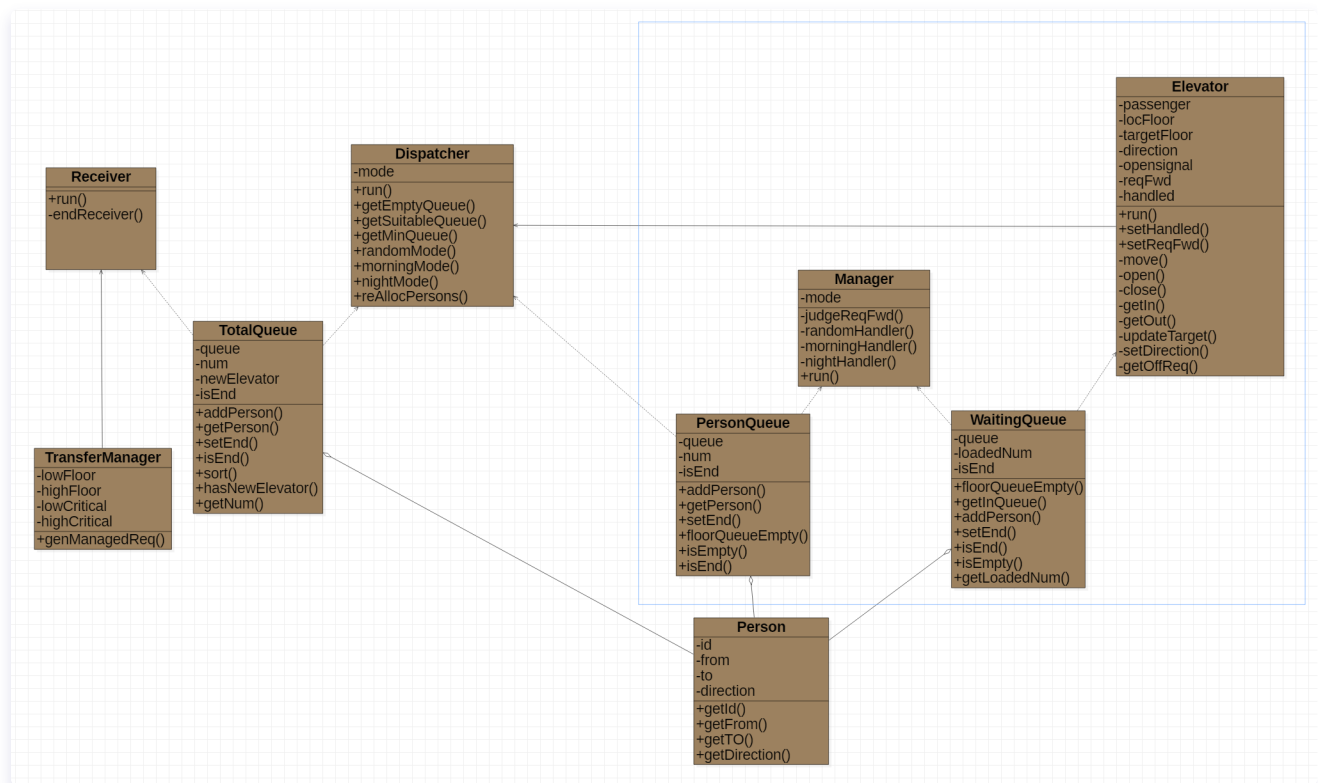 Receiver
+run()
-endReceiver()
TransferManager
-lowFloor
-highFloor
-lowCritical
-highCritical
+genManagedReq()
TotalQueue
-queue
-num
-newElevator
-isEnd
+addPerson()
+getPerson()
+setEnd()
+isEnd()
+sort()
+hasNewElevator()
+getNum()
Dispatcher
-mode
+run()
+getEmptyQueue()
+getSuitableQueue()
+getMinQueue()
+randomMode()
+morningMode()
+nightMode()
+reAllocPersons()
Manager
-mode
-judgeReqFwd()
-randomHandler()
-morningHandler()
-nightHandler()
+run()
PersonQueue
-queue
-num
-isEnd
+addPerson()
+getPerson()
+setEnd()
+floorQueueEmpty()
+isEmpty()
+isEnd()
WaitingQueue
-queue
-loadedNum
-isEnd
+floorQueueEmpty()
+getInQueue()
+addPerson()
+setEnd()
+isEnd()
+isEmpty()
+getLoadedNum()
Elevator
-passenger
-locFloor
-targetFloor
-direction
-opensignal
-reqFwd
-handled
+run()
+setHandled()
+setReqFwd()
-move()
-open()
-close()
-getIn()
-getOut()
-updateTarget()
-setDirection()
-getOffReq()
Person
-id
-from
-to
-direction
+getId()
+getFrom()
+getTO()
+getDirection()